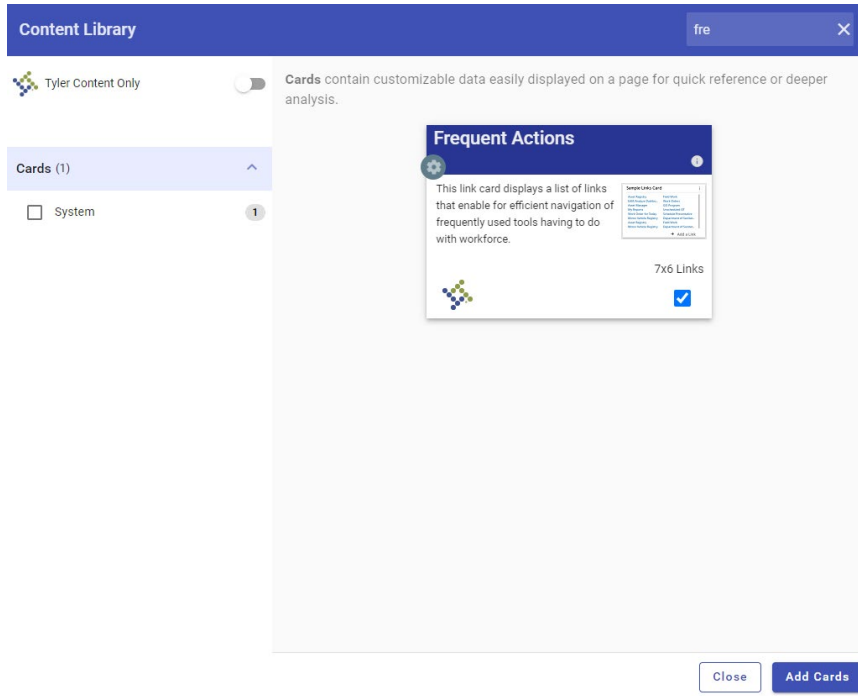 Content Library
fre
Tyler Content Only
Cards contain customizable data easily displayed on a page for quick reference or deeper
analysis.
Cards (1)
System
1
Frequent Actions
This link card displays a list of links
that enable for efficient navigation of
frequently used tools having to do
with workforce.
Sample Links Card
+ Add a Link
7x6 Links
Close
Add Cards